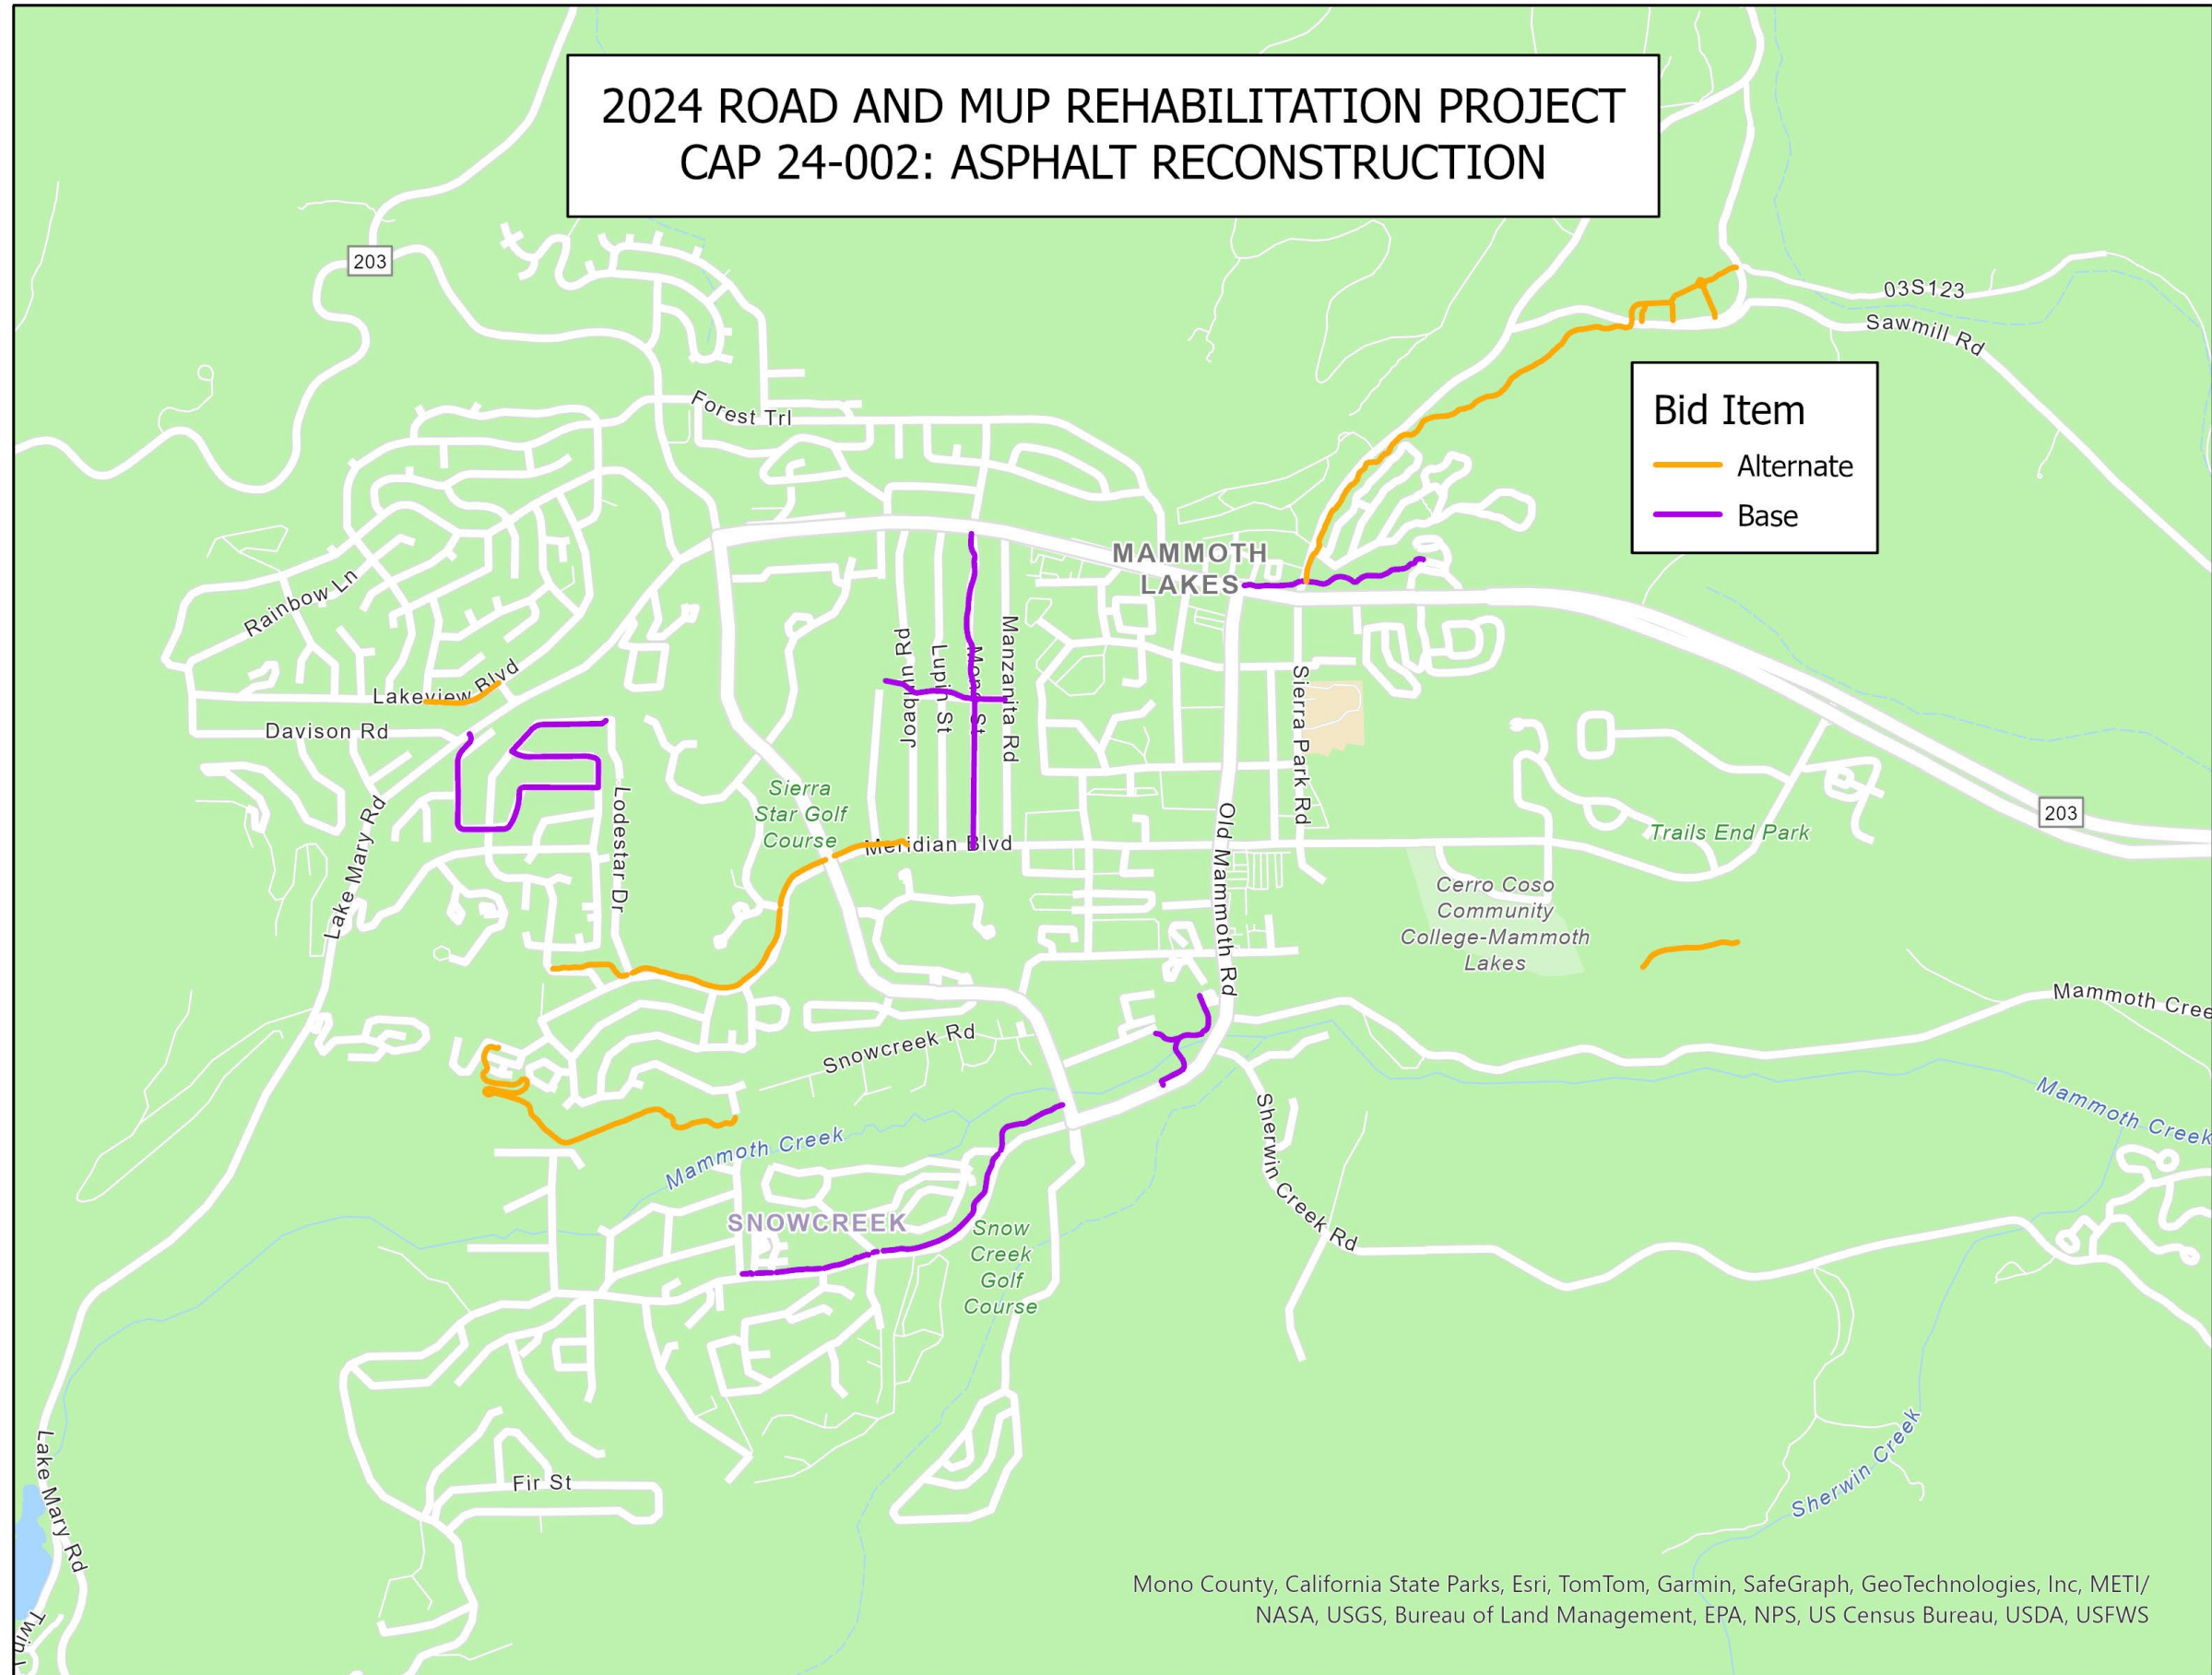 2024 ROAD AND MUP REHABILITATION PROJECT
CAP 24-002: ASPHALT RECONSTRUCTION
203
03S123
Sawmill Rd
Bid Item
Alternate
Base
Forest Trl
MAMMOTH
LAKES
Rainbow Ln
Lakeview Blvd
Davison Rd
Joaquin Rd
Lupin St
Mono St
Manzanita Rd
Sierra Park Rd
Sierra
Star Golf
Course
Lodestar Dr
Lake Mary Rd
Meridian Blvd
Old Mammoth Rd
203
Trails End Park
Cerro Coso
Community
College-Mammoth
Lakes
Mammoth Cree
Snowcreek Rd
Mammoth Creek
Mammoth Creek
Sherwin Creek Rd
SNOWCREEK
Snow
Creek
Golf
Course
Lake Mary Rd
Fir St
Sherwin Creek
Twin L
Mono County, California State Parks, Esri, TomTom, Garmin, SafeGraph, GeoTechnologies, Inc, METI/
NASA, USGS, Bureau of Land Management, EPA, NPS, US Census Bureau, USDA, USFWS